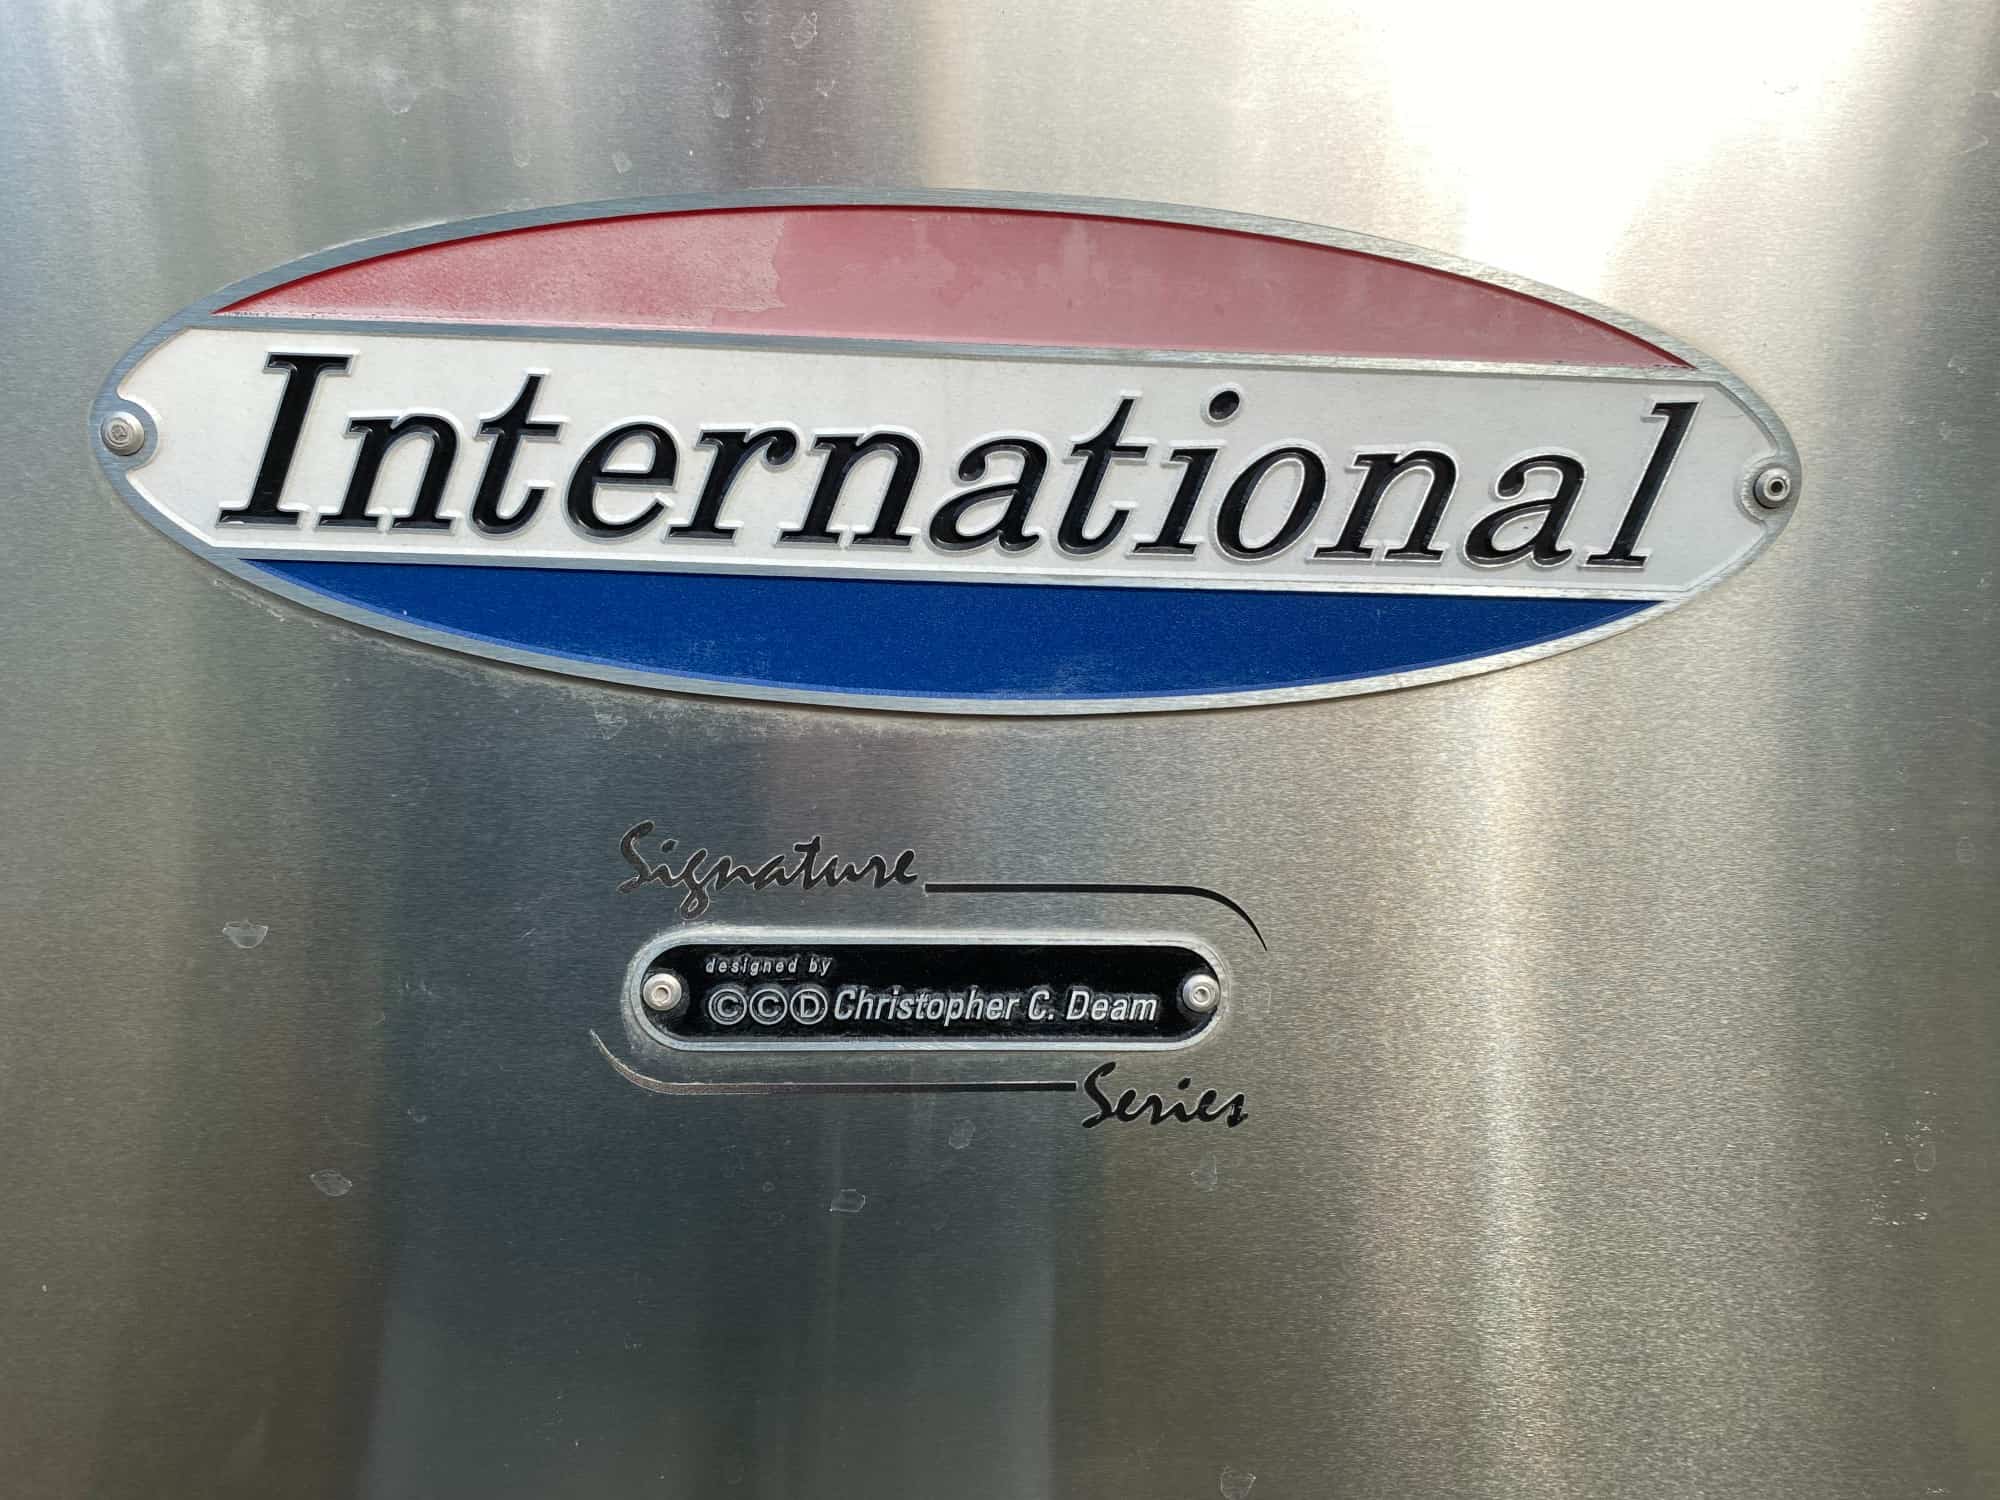 International
Signature
designed by
ⒸⒸⒹ Christopher C. Deam
Series